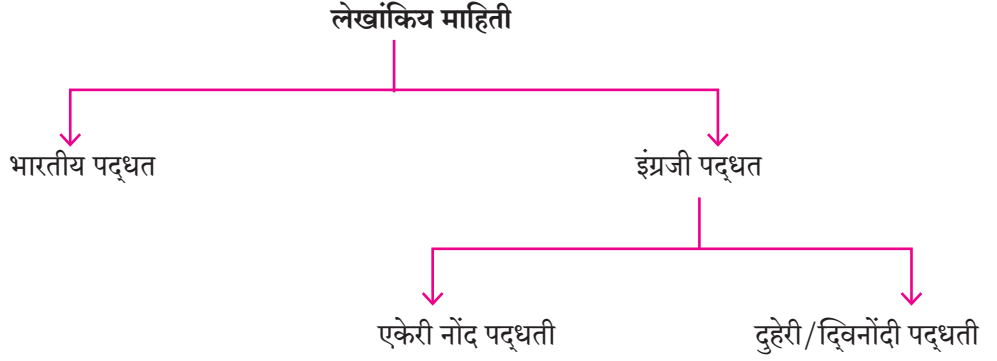 लेखांकिय माहिती
भारतीय पद्‌धत
इंग्रजी पद्‌धत
एकेरी नोंद पद्‌धती
दुहेरी/द्‌विनोंदी पद्‌धती